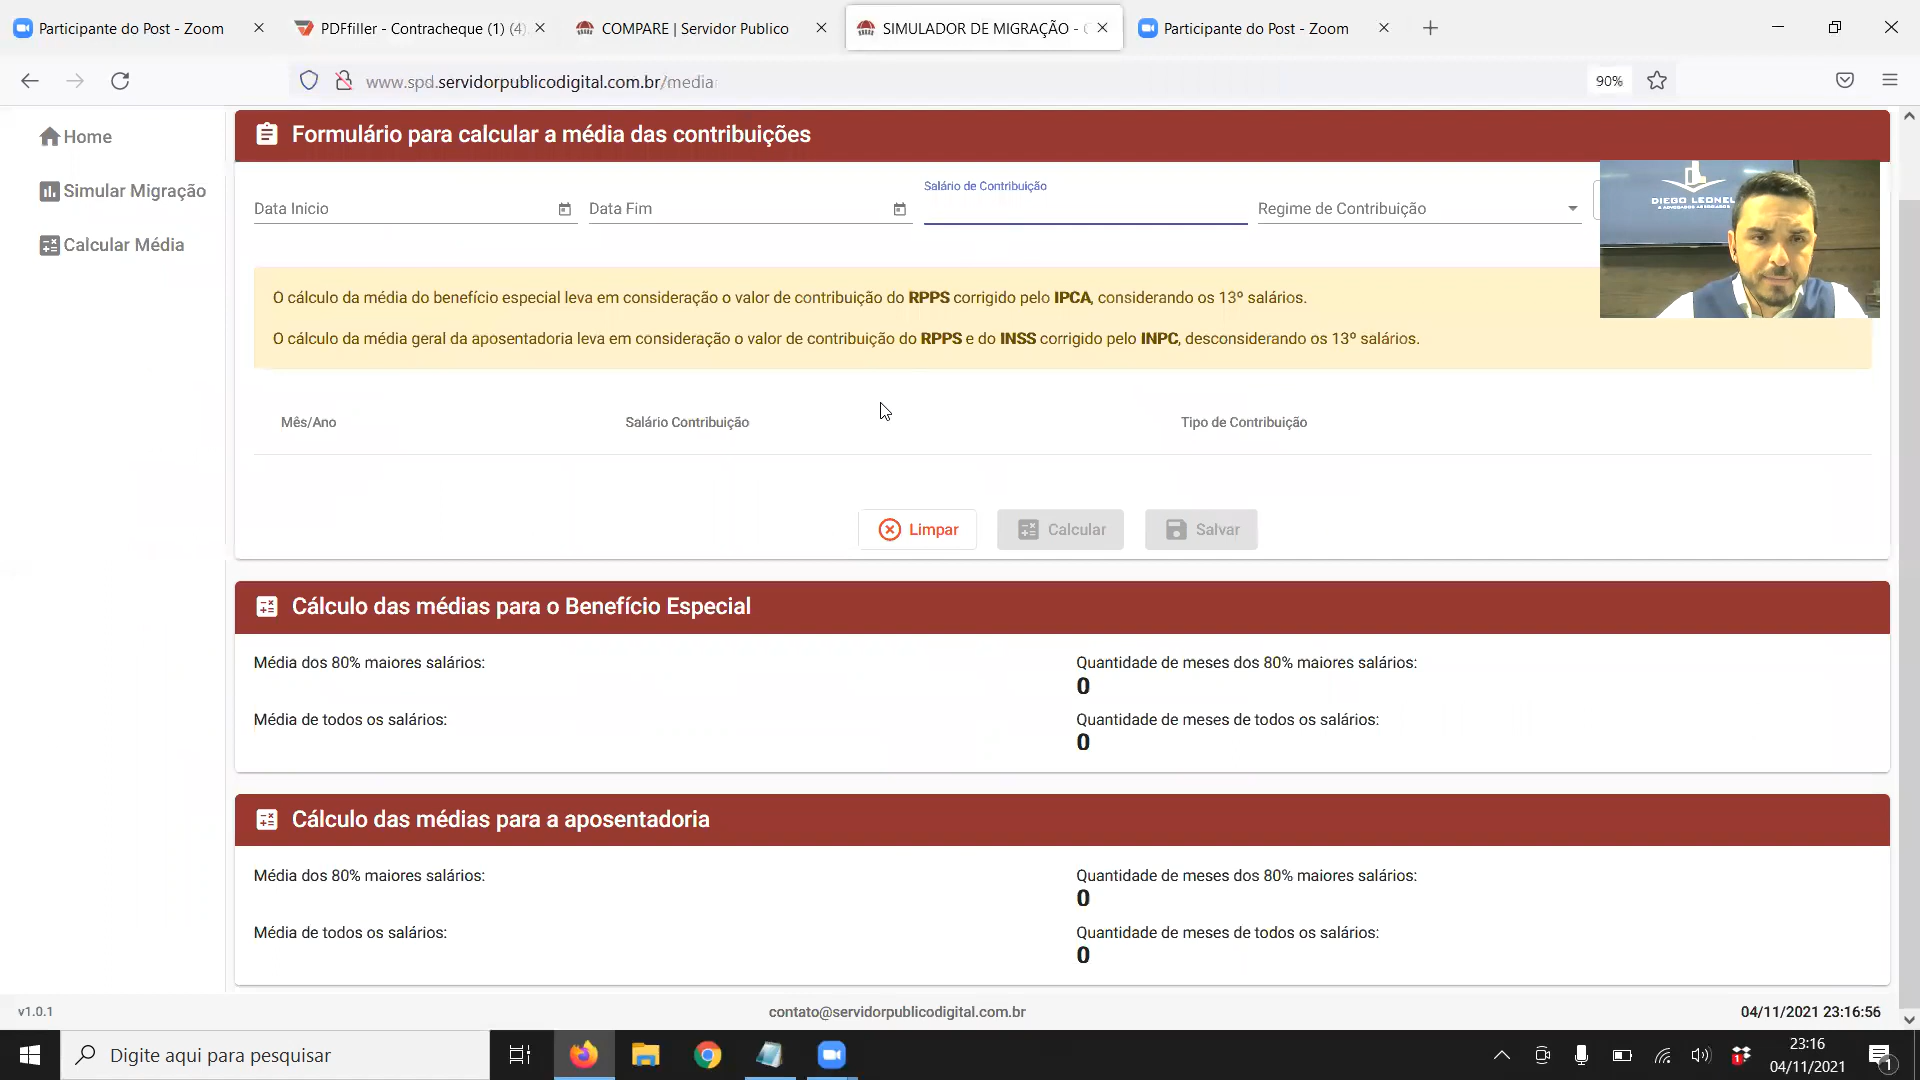 Participante do Post - Zoom
PDFfiller - Contracheque (1) (4)
COMPARE | Servidor Publico
SIMULADOR DE MIGRAÇÃO -
Participante do Post - Zoom
www.spd.servidorpublicodigital.com.br/media
90%
Home
Simular Migração
Calcular Média
Formulário para calcular a média das contribuições
Data Inicio
Data Fim
Salário de Contribuição
Regime de Contribuição
DIEGO LEONEL
O cálculo da média do benefício especial leva em consideração o valor de contribuição do RPPS corrigido pelo IPCA, considerando os 13º salários.
O cálculo da média geral da aposentadoria leva em consideração o valor de contribuição do RPPS e do INSS corrigido pelo INPC, desconsiderando os 13º salários.
Mês/Ano
Salário Contribuição
Tipo de Contribuição
Limpar
Calcular
Salvar
Cálculo das médias para o Benefício Especial
Média dos 80% maiores salários:
Quantidade de meses dos 80% maiores salários:
0
Média de todos os salários:
Quantidade de meses de todos os salários:
0
Cálculo das médias para a aposentadoria
Média dos 80% maiores salários:
Quantidade de meses dos 80% maiores salários:
0
Média de todos os salários:
Quantidade de meses de todos os salários:
0
v1.0.1
contato@servidorpublicodigital.com.br
04/11/2021 23:16:56
Digite aqui para pesquisar
1
23:16
04/11/2021
1